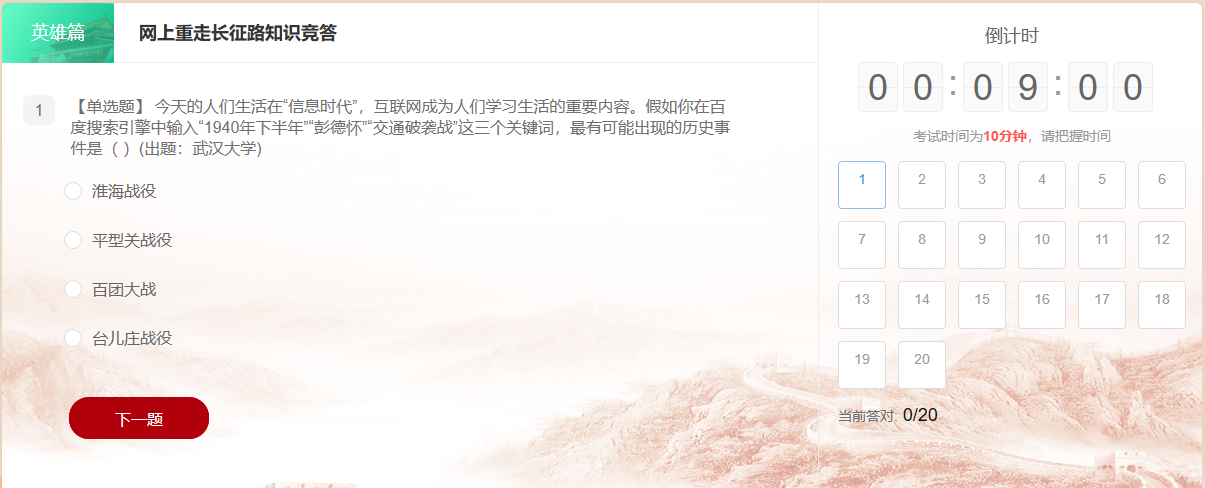 英雄篇
网上重走长征路知识竞答
1
【单选题】 今天的人们生活在“信息时代”，互联网成为人们学习生活的重要内容。假如你在百
度搜索引擎中输入“1940年下半年”“彭德怀”“交通破袭战”这三个关键词，最有可能出现的历史事
件是（ ）(出题：武汉大学)
淮海战役
平型关战役
百团大战
台儿庄战役
下一题
倒计时
00:09:00
考试时间为10分钟，请把握时间
1 2 3 4 5 6
7 8 9 10 11 12
13 14 15 16 17 18
19 20
当前答对: 0/20